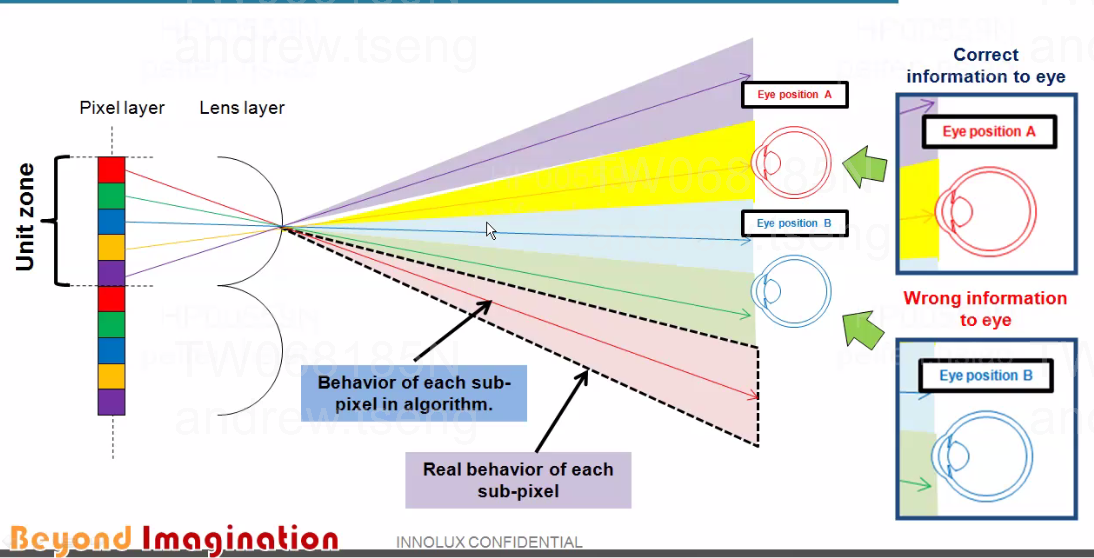 andrew.tseng
Correct
information to eye
Pixel layer
Lens layer
Eye position A
Eye position A
Unit zone
TW068185N
Eye position B
Wrong information
to eye
TW068185N
Behavior of each sub-
pixel in algorithm.
Eye position B
andrew.tseng
Real behavior of each
sub-pixel
Beyond Imagination
INNOLUX CONFIDENTIAL